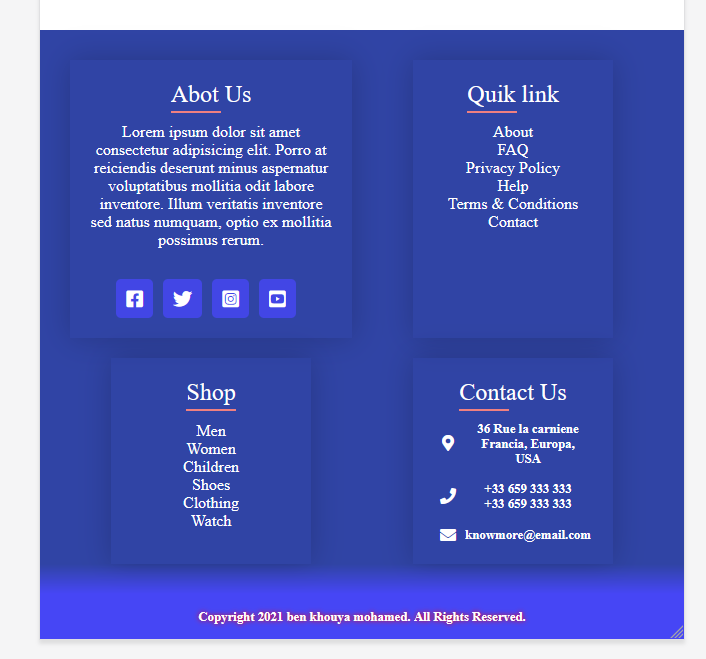 Abot Us
Lorem ipsum dolor sit amet
consectetur adipisicing elit. Porro at
reiciendis deserunt minus aspernatur
voluptatibus mollitia odit labore
inventore. Illum veritatis inventore
sed natus numquam, optio ex mollitia
possimus rerum.
Quik link
About
FAQ
Privacy Policy
Help
Terms & Conditions
Contact
Shop
Men
Women
Children
Shoes
Clothing
Watch
Contact Us
36 Rue la carniene
Francia, Europa,
USA
+33 659 333 333
+33 659 333 333
knowmore@email.com
Copyright 2021 ben khouya mohamed. All Rights Reserved.